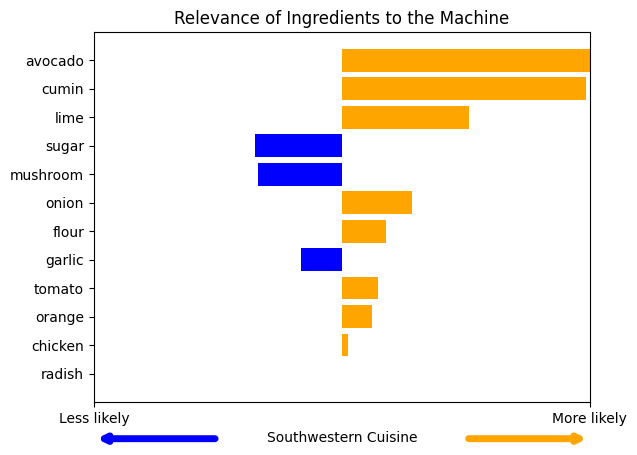 Relevance of Ingredients to the Machine
avocado
cumin
lime
sugar
mushroom
onion
flour
garlic
tomato
orange
chicken
radish
Less likely
More likely
Southwestern Cuisine